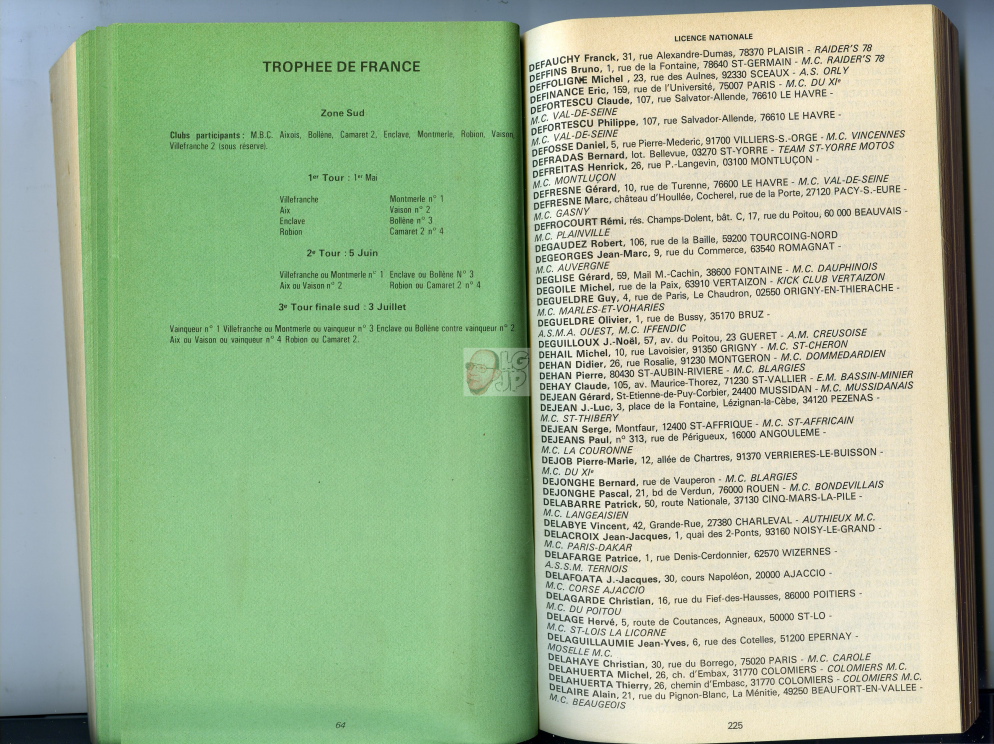 TROPHEE DE FRANCE
Zone Sud
Clubs participants : M.B.C. Aixois, Bollène, Camaret 2, Enclave, Montmerle, Robion, Vaison,
Villefranche 2 (sous réserve).
1er Tour : 1er Mai
Villefranche Montmerle n° 1
Aix Vaison n° 2
Enclave Bollène n° 3
Robion Camaret 2 n° 4
2e Tour : 5 Juin
Villefranche ou Montmerle n° 1 Enclave ou Bollène N° 3
Aix ou Vaison n° 2 Robion ou Camaret 2 n° 4
3e Tour finale sud : 3 Juillet
Vainqueur n° 1 Villefranrhe ou Montmerle ou vainqueur n° 3 Enclave ou Bollène contre vainqueur n° 2
Aix ou Vaison ou vainqueur n° 4 Robion ou Camaret 2.
64
LG
JP
LICENCE NATIONALE
DEFAUCHY Franck, 31, rue Alexandre-Dumas, 78370 PLAISIR - RAIDER'S 78
DEFFINS Bruno, 1, rue de la Fontaine, 78640 ST-GERMAIN - M.C. RAIDER'S 78
DEFFOLIGNE Michel , 23, rue des Aulnes, 92330 SCEAUX - A.S. ORLY
DEFINANCE Eric, 159, rue de l'Université, 75007 PARIS - M.C. DU XIe
DEFORTESCU Claude, 107, rue Salvator-Allende, 76610 LE HAVRE -
M.C. VAL-DE-SEINE
DEFORTESCU Philippe, 107, rue Salvador-Allende, 76610 LE HAVRE -
M.C. VAL-DE-SEINE
DEFOSSE Daniel, 5, rue Pierre-Mederic, 91700 VILLIERS-S.-ORGE - M.C. VINCENNES
DEFRADAS Bernard, lot. Bellevue, 03270 ST-YORRE - TEAM ST-YORRE MOTOS
DEFREITAS Henrick, 26, rue P.-Langevin, 03100 MONTLUÇON -
M.C. MONTLUÇON
DEFRESNE Gérard, 10, rue de Turenne, 76600 LE HAVRE - M.C. VAL-DE-SEINE
DEFRESNE Marc, château d'Houllée, Cocherel, rue de la Porte, 27120 PACY-S.-EURE -
M.C. GASNY
DEFROCOURT Rémi, rés. Champs-Dolent, bât. C, 17, rue du Poitou, 60 000 BEAUVAIS -
M.C. PLAINVILLE
DEGAUDEZ Robert, 106, rue de la Baille, 59200 TOURCOING-NORD
DEGEORGES Jean-Marc, 9, rue du Commerce, 63540 ROMAGNAT -
M.C. AUVERGNE
DEGLISE Gérard, 59, Mail M.-Cachin, 38600 FONTAINE - M.C. DAUPHINOIS
DEGOILE Michel, rue de la Paix, 63910 VERTAIZON - KICK CLUB VERTAIZON
DEGUELDRE Guy, 4, rue de Paris, Le Chaudron, 02550 ORIGNY-EN-THIERACHE -
M.C. MARLES-ET-VOHARIES
DEGUELDRE Olivier, 1, rue de Bussy, 35170 BRUZ -
A.S.M.A. OUEST, M.C. IFFENDIC
DEGUILLOUX J.-Noël, 57, av. du Poitou, 23 GUERET - A.M. CREUSOISE
DEHAIL Michel, 10, rue Lavoisier, 91350 GRIGNY - M.C. ST-CHERON
DEHAN Didier, 26, rue Rosalie, 91230 MONTGERON - M.C. DOMMEDARDIEN
DEHAN Pierre, 80430 ST-AUBIN-RIVIERE - M.C. BLARGIES
DEHAY Claude, 105, av. Maurice-Thorez, 71230 ST-VALLIER - E.M. BASSIN-MINIER
DEJEAN Gérard, St-Etienne-de-Puy-Corbier, 24400 MUSSIDAN - M.C. MUSSIDANAIS
DEJEAN J.-Luc, 3, place de la Fontaine, Lézignan-la-Cèbe, 34120 PEZENAS -
M.C. ST-THIBERY
DEJEAN Serge, Montfaur, 12400 ST-AFFRIQUE - M.C. ST-AFFRICAIN
DEJEANS Paul, n° 313, rue de Périgueux, 16000 ANGOULEME -
M.C. LA COURONNE
DEJOB Pierre-Marie, 12, allée de Chartres, 91370 VERRIERES-LE-BUISSON -
M.C. DU XIe
DEJONGHE Bernard, rue de Vauperon - M.C. BLARGIES
DEJONGHE Pascal, 21, bd de Verdun, 76000 ROUEN - M.C. BONDEVILLAIS
DELABARRE Patrick, 50, route Nationale, 37130 CINQ-MARS-LA-PILE -
M.C. LANGEAISIEN
DELABYE Vincent, 42, Grande-Rue, 27380 CHARLEVAL - AUTHIEUX M.C.
DELACROIX Jean-Jacques, 1, quai des 2-Ponts, 93160 NOISY-LE-GRAND -
M.C. PARIS-DAKAR
DELAFARGE Patrice, 1, rue Denis-Cerdonnier, 62570 WIZERNES -
A.S.S.M. TERNOIS
DELAFOATA J.-Jacques, 30, cours Napoléon, 20000 AJACCIO -
M.C. CORSE AJACCIO
DELAGARDE Christian, 16, rue du Fief-des-Hausses, 86000 POITIERS -
M.C. DU POITOU
DELAGE Hervé, 5, route de Coutances, Agneaux, 50000 ST-LO -
M.C. ST-LOIS LA LICORNE
DELAGUILLAUMIE Jean-Yves, 6, rue des Cotelles, 51200 EPERNAY -
MOSELLE M.C.
DELAHAYE Christian, 30, rue du Borrego, 75020 PARIS - M.C. CAROLE
DELAHUERTA Michel, 26, ch. d'Embax, 31770 COLOMIERS - COLOMIERS M.C.
DELAHUERTA Thierry, 26, chemin d'Embasc, 31770 COLOMIERS - COLOMIERS M.C.
DELAIRE Alain, 21, rue du Pignon-Blanc, La Ménitie, 49250 BEAUFORT-EN-VALLEE -
M.C. BEAUGEOIS
225